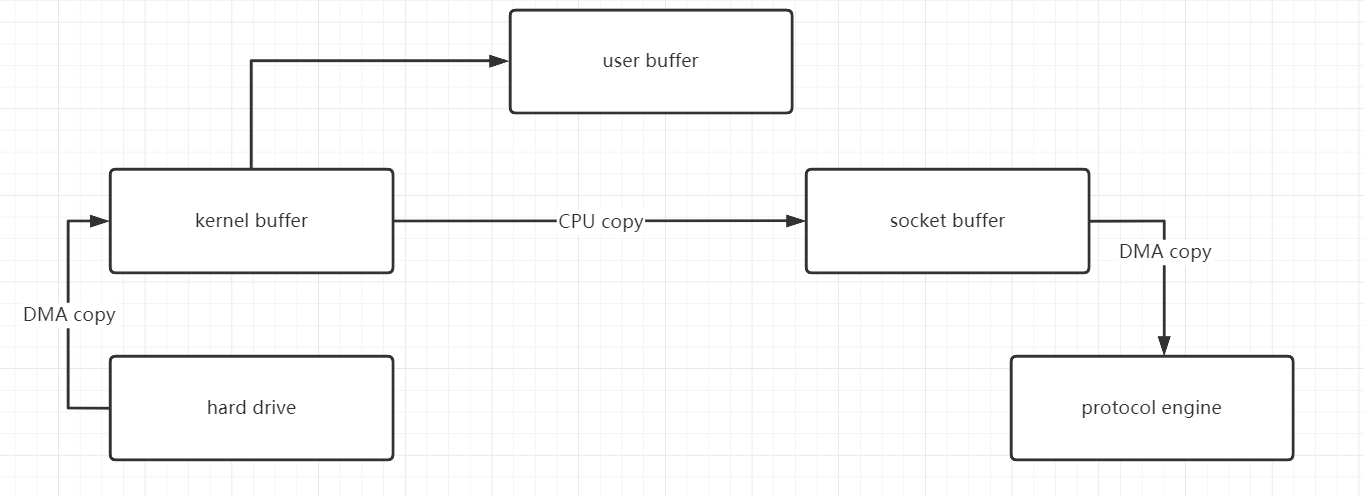 user buffer
kernel buffer
CPU copy
socket buffer
DMA copy
DMA copy
hard drive
protocol engine